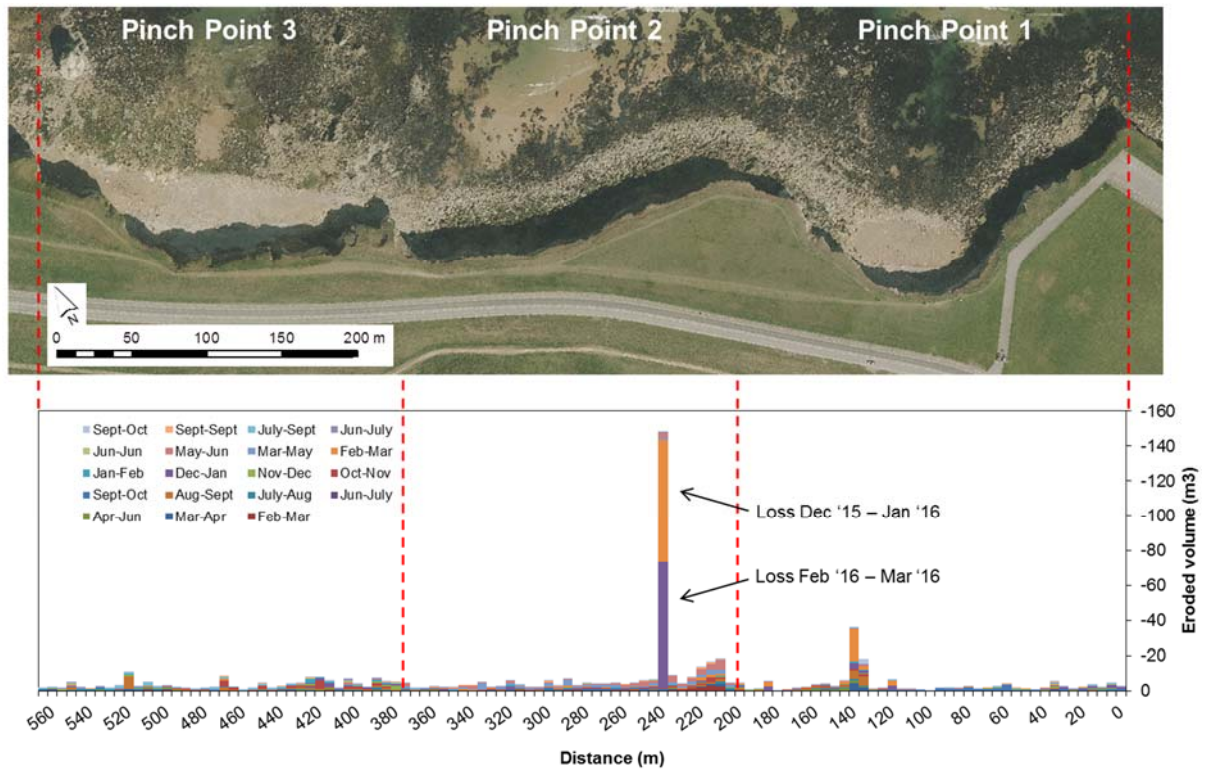 Pinch Point 3 Pinch Point 2 Pinch Point 1
N
0 50 100 150 200 m
Sept-Oct Sept-Sept July-Sept Jun-July
Jun-Jun May-Jun Mar-May Feb-Mar
Jan-Feb Dec-Jan Nov-Dec Oct-Nov
Sept-Oct Aug-Sept July-Aug Jun-July
Apr-Jun Mar-Apr Feb-Mar
-160
-140
-120
-100
-80
-60
-40
-20
0
Eroded volume (m3)
Loss Dec ‘15 – Jan ‘16
Loss Feb ‘16 – Mar ‘16
560 540 520 500 480 460 440 420 400 380 360 340 320 300 280 260 240 220 200 180 160 140 120 100 80 60 40 20 0
Distance (m)